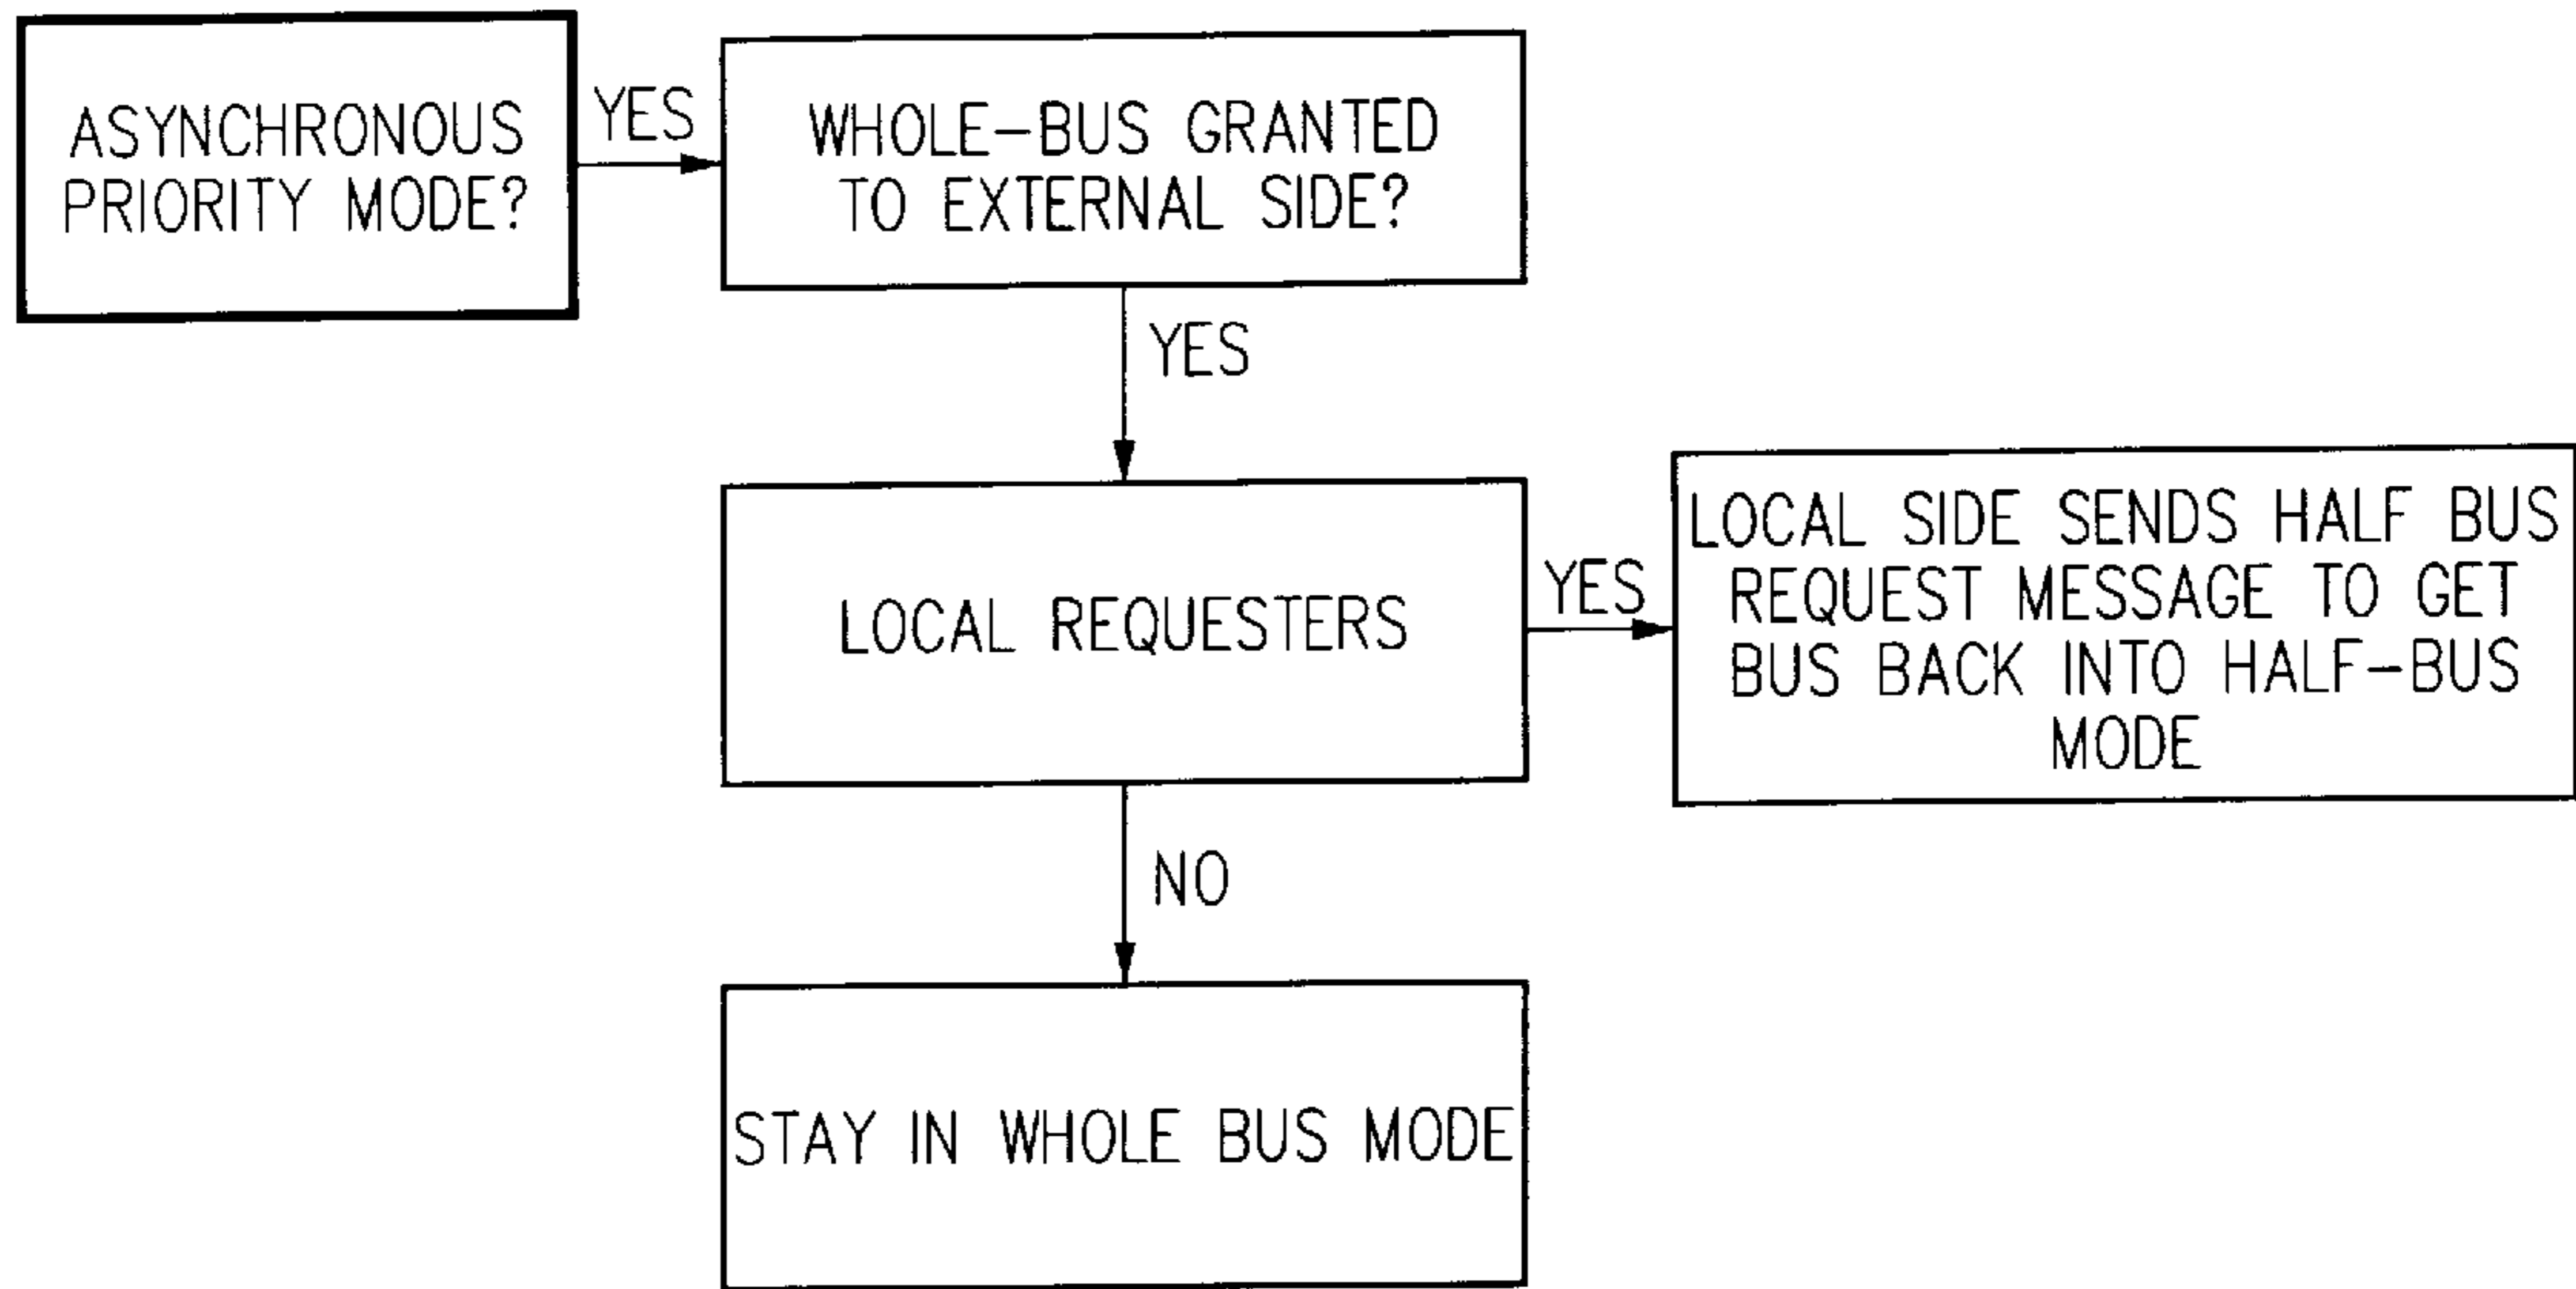 ASYNCHRONOUS
PRIORITY MODE?
YES
WHOLE-BUS GRANTED
TO EXTERNAL SIDE?
YES
LOCAL REQUESTERS
YES
LOCAL SIDE SENDS HALF BUS
REQUEST MESSAGE TO GET
BUS BACK INTO HALF-BUS
MODE
NO
STAY IN WHOLE BUS MODE